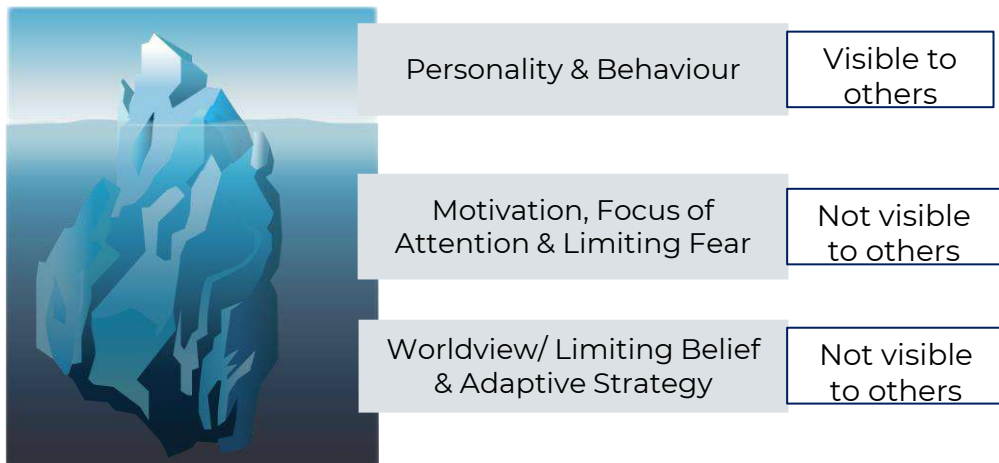 Personality & Behaviour
Visible to
others
Motivation, Focus of
Attention & Limiting Fear
Not visible
to others
Worldview/ Limiting Belief
& Adaptive Strategy
Not visible
to others